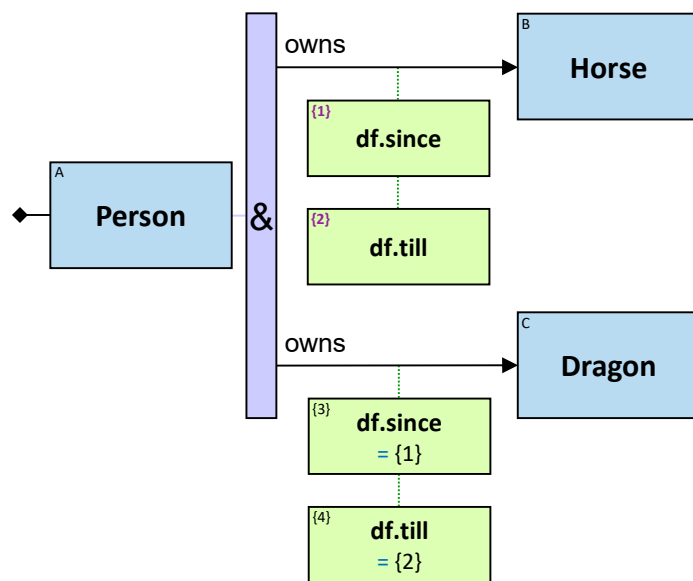 owns
B
Horse
{1}
df.since
A
Person
&
{2}
df.till
owns
C
Dragon
{3}
df.since
= {1}
{4}
df.till
= {2}